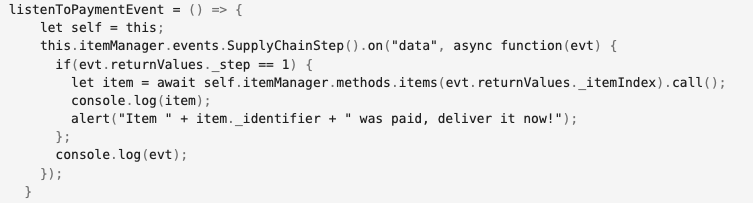 listenToPaymentEvent = () => {
    let self = this;
    this.itemManager.events.SupplyChainStep().on("data", async function(evt) {
      if(evt.returnValues._step == 1) {
        let item = await self.itemManager.methods.items(evt.returnValues._itemIndex).call();
        console.log(item);
        alert("Item " + item._identifier + " was paid, deliver it now!");
      };
      console.log(evt);
    });
  }